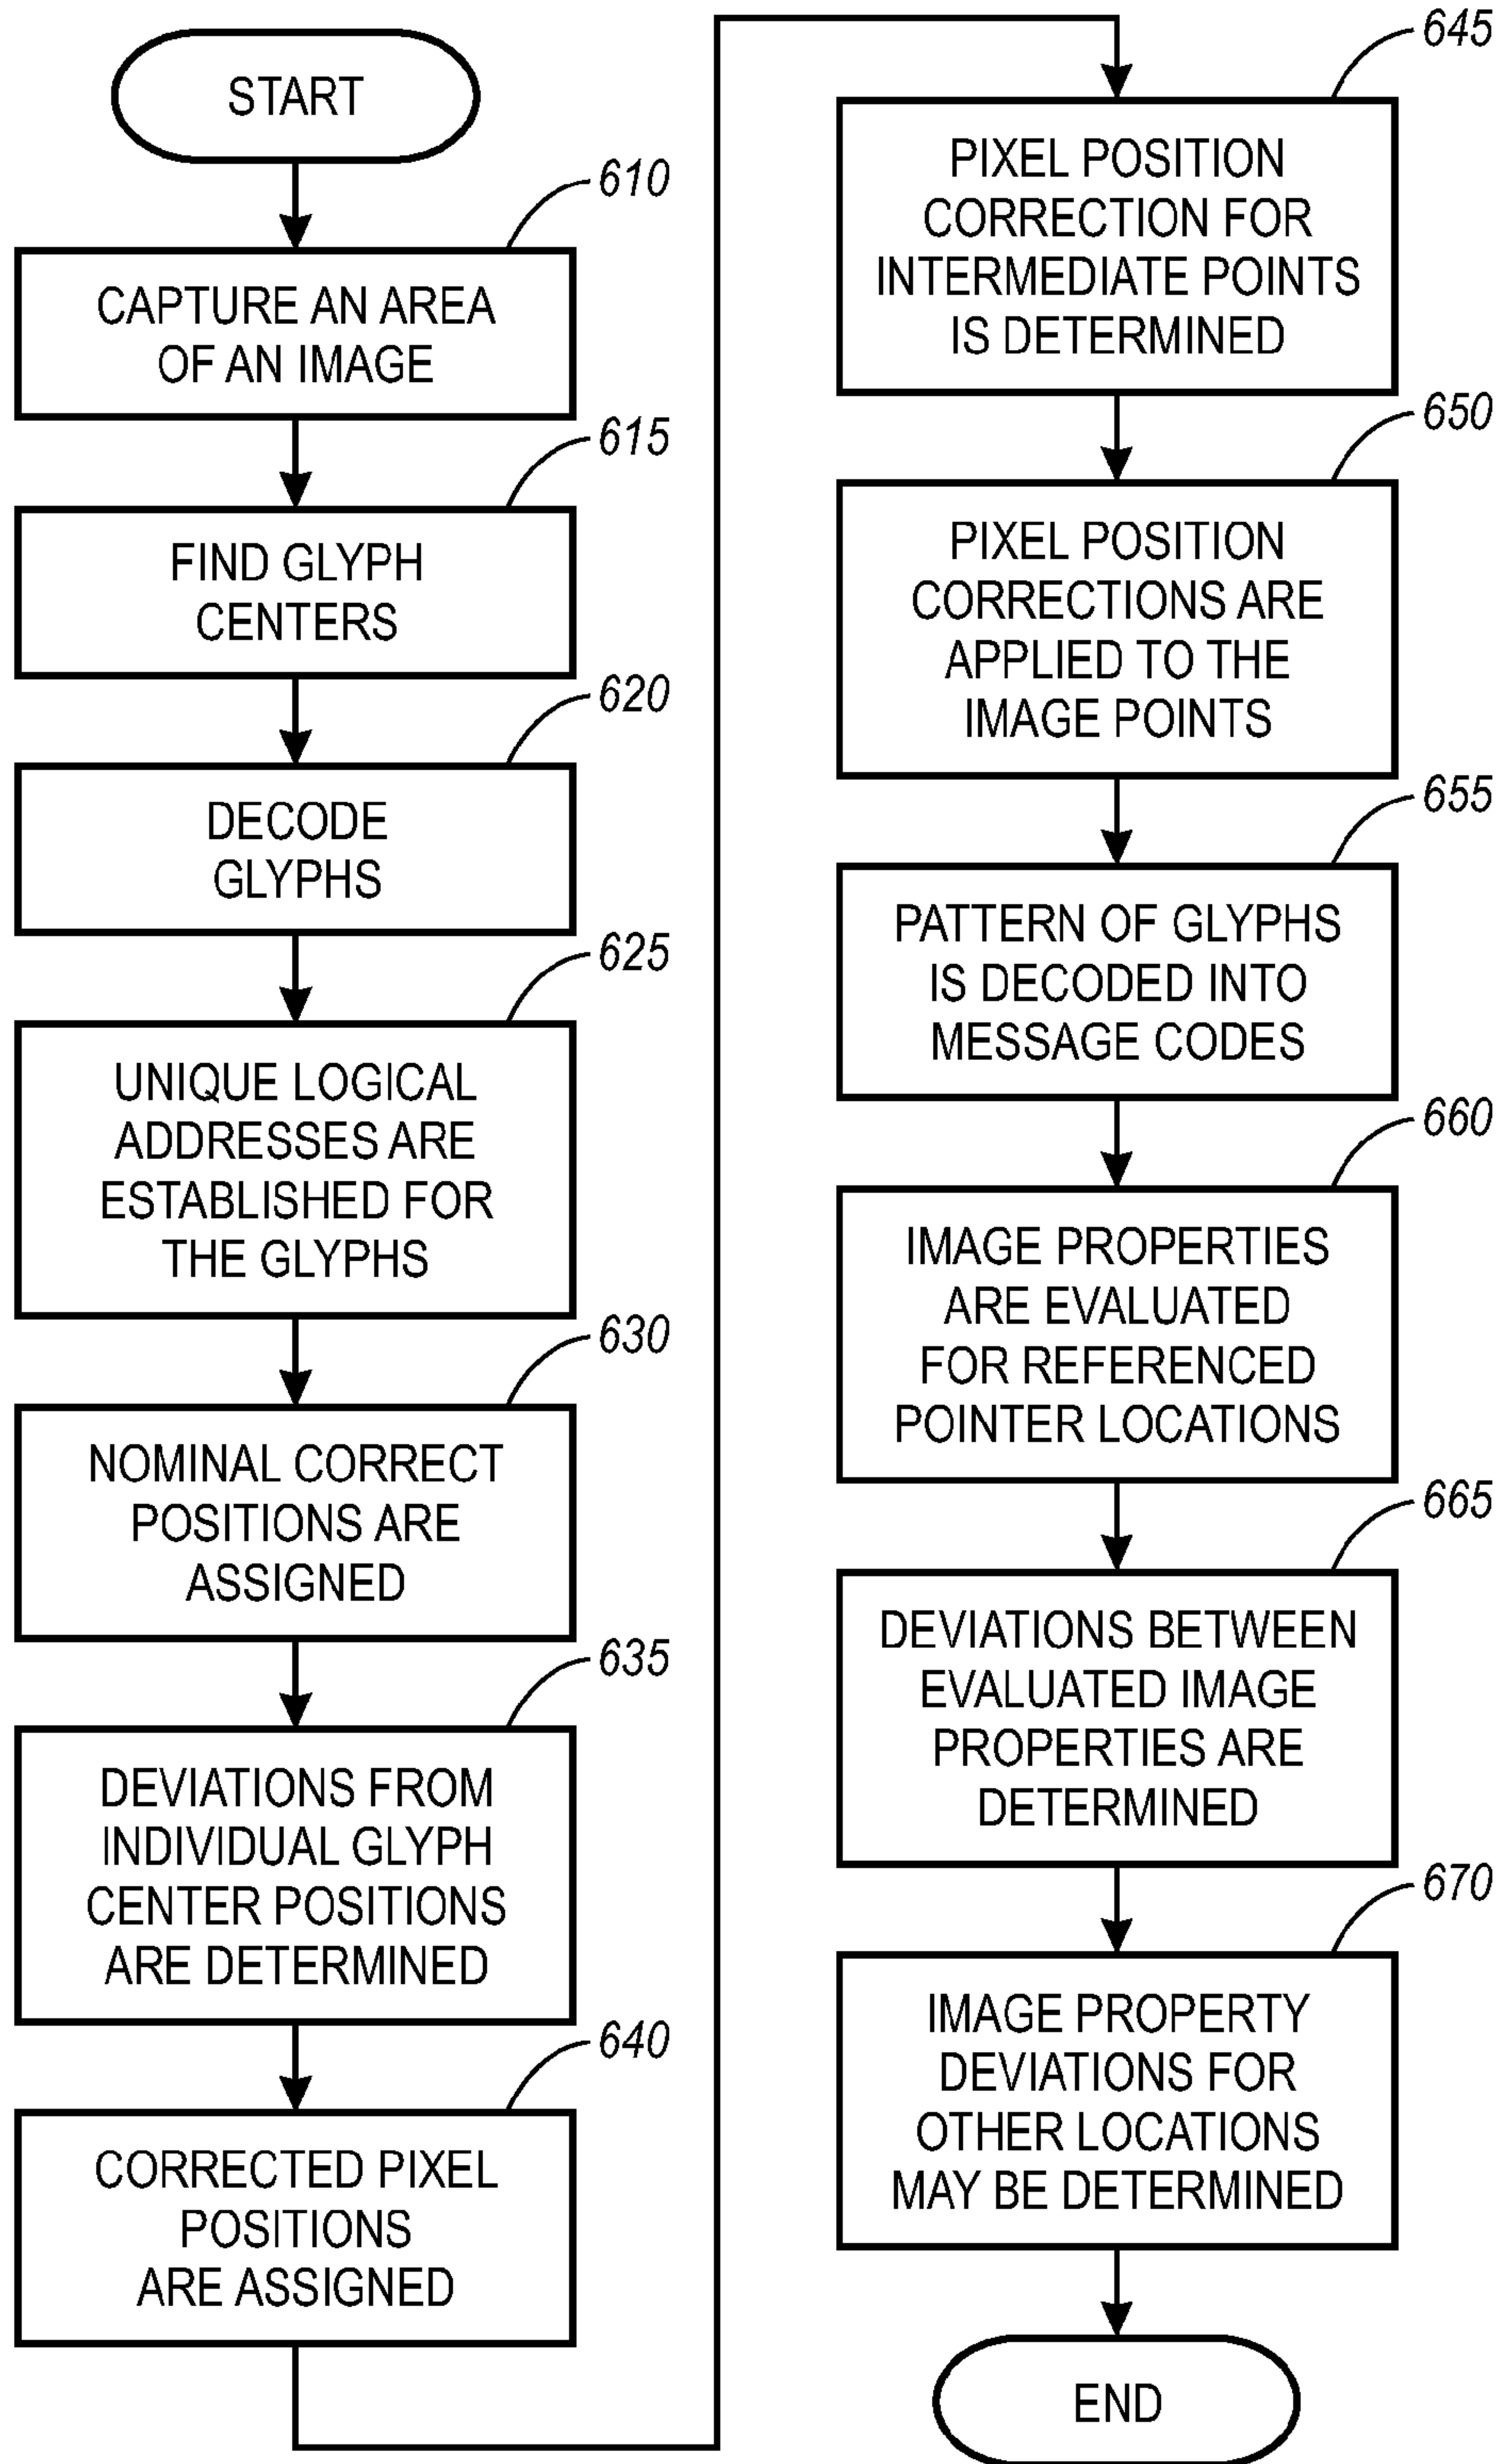 START
610
CAPTURE AN AREA
OF AN IMAGE
615
FIND GLYPH
CENTERS
620
DECODE
GLYPHS
625
UNIQUE LOGICAL
ADDRESSES ARE
ESTABLISHED FOR
THE GLYPHS
630
NOMINAL CORRECT
POSITIONS ARE
ASSIGNED
635
DEVIATIONS FROM
INDIVIDUAL GLYPH
CENTER POSITIONS
ARE DETERMINED
640
CORRECTED PIXEL
POSITIONS
ARE ASSIGNED
645
PIXEL POSITION
CORRECTION FOR
INTERMEDIATE POINTS
IS DETERMINED
650
PIXEL POSITION
CORRECTIONS ARE
APPLIED TO THE
IMAGE POINTS
655
PATTERN OF GLYPHS
IS DECODED INTO
MESSAGE CODES
660
IMAGE PROPERTIES
ARE EVALUATED
FOR REFERENCED
POINTER LOCATIONS
665
DEVIATIONS BETWEEN
EVALUATED IMAGE
PROPERTIES ARE
DETERMINED
670
IMAGE PROPERTY
DEVIATIONS FOR
OTHER LOCATIONS
MAY BE DETERMINED
END